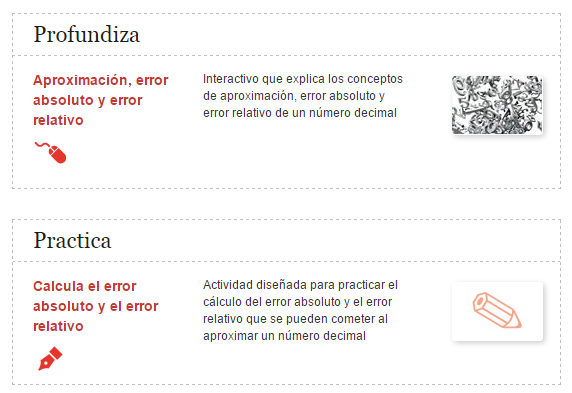 Profundiza
Aproximación, error
absoluto y error
relativo
Interactivo que explica los conceptos
de aproximación, error absoluto y
error relativo de un número decimal
Practica
Calcula el error
absoluto y el error
relativo
Actividad diseñada para practicar el
cálculo del error absoluto y el error
relativo que se pueden cometer al
aproximar un número decimal